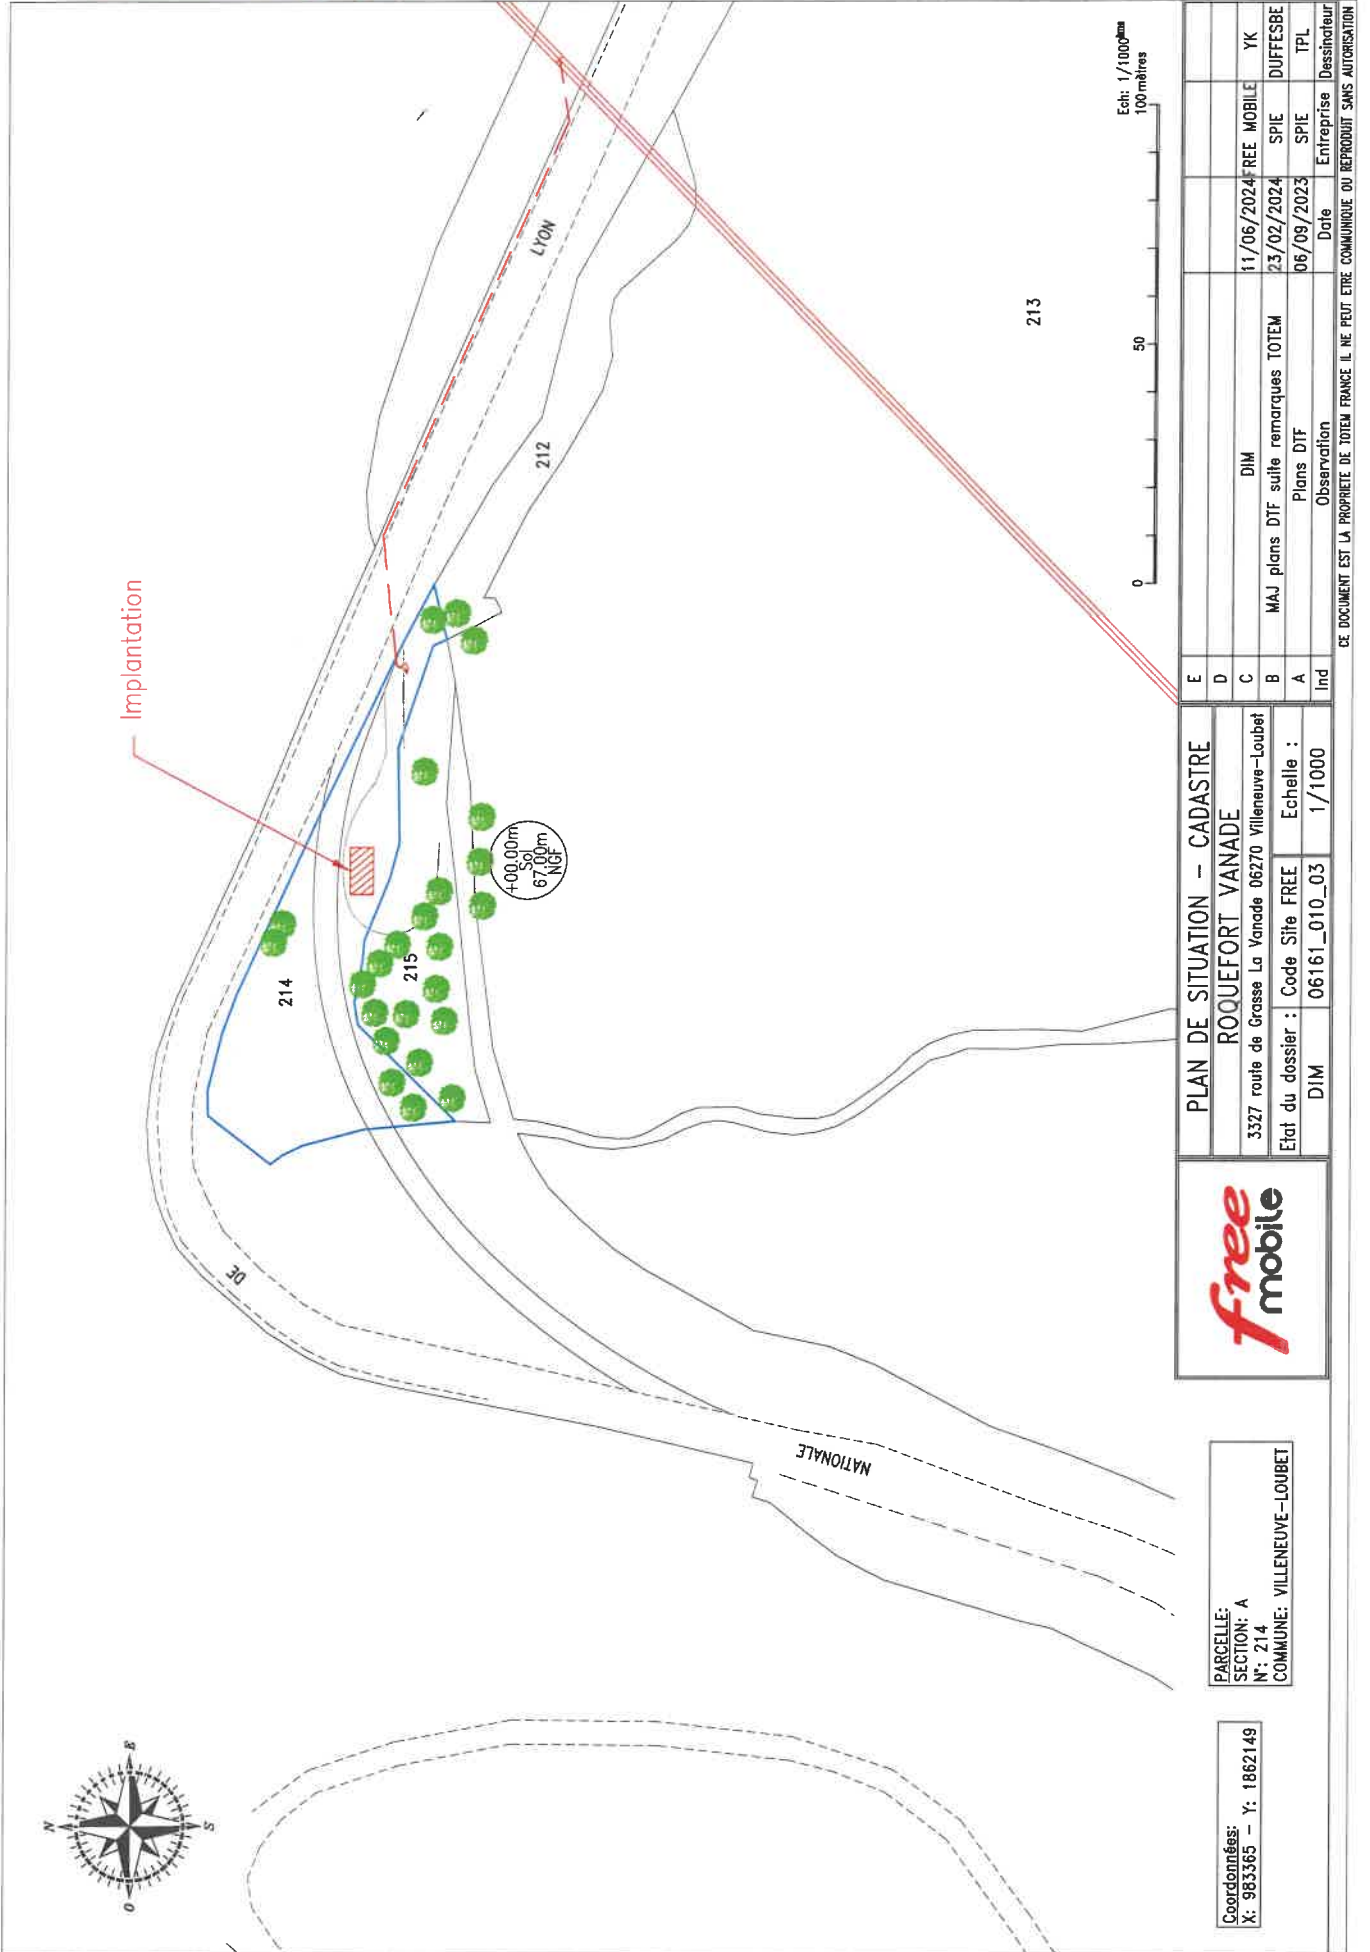 Implantation
LYON
DE
NATIONALE
212
213
214
215
+00.00m
Sol
67.00m
NGF
N
E
S
O
Ech: 1/1000
100 mètres
0
50
Coordonnées:
X: 983365 - Y: 1862149
PARCELLE:
SECTION: A
N°: 214
COMMUNE: VILLENEUVE-LOUBET
free
mobile
PLAN DE SITUATION - CADASTRE
ROQUEFORT VANADE
3327 route de Grasse La Vanade 06270 Villeneuve-Loubet
Etat du dossier : Code Site FREE Echelle :
DIM 06161_010_03 1/1000
E
D
C DIM 11/06/2024 FREE MOBILE YK
B MAJ plans DTF suite remarques TOTEM 23/02/2024 SPIE DUFFESBE
A Plans DTF 06/09/2023 SPIE TPL
Ind Observation Date Entreprise Dessinateur
CE DOCUMENT EST LA PROPRIETE DE TOTEM FRANCE IL NE PEUT ETRE COMMUNIQUE OU REPRODUIT SANS AUTORISATION